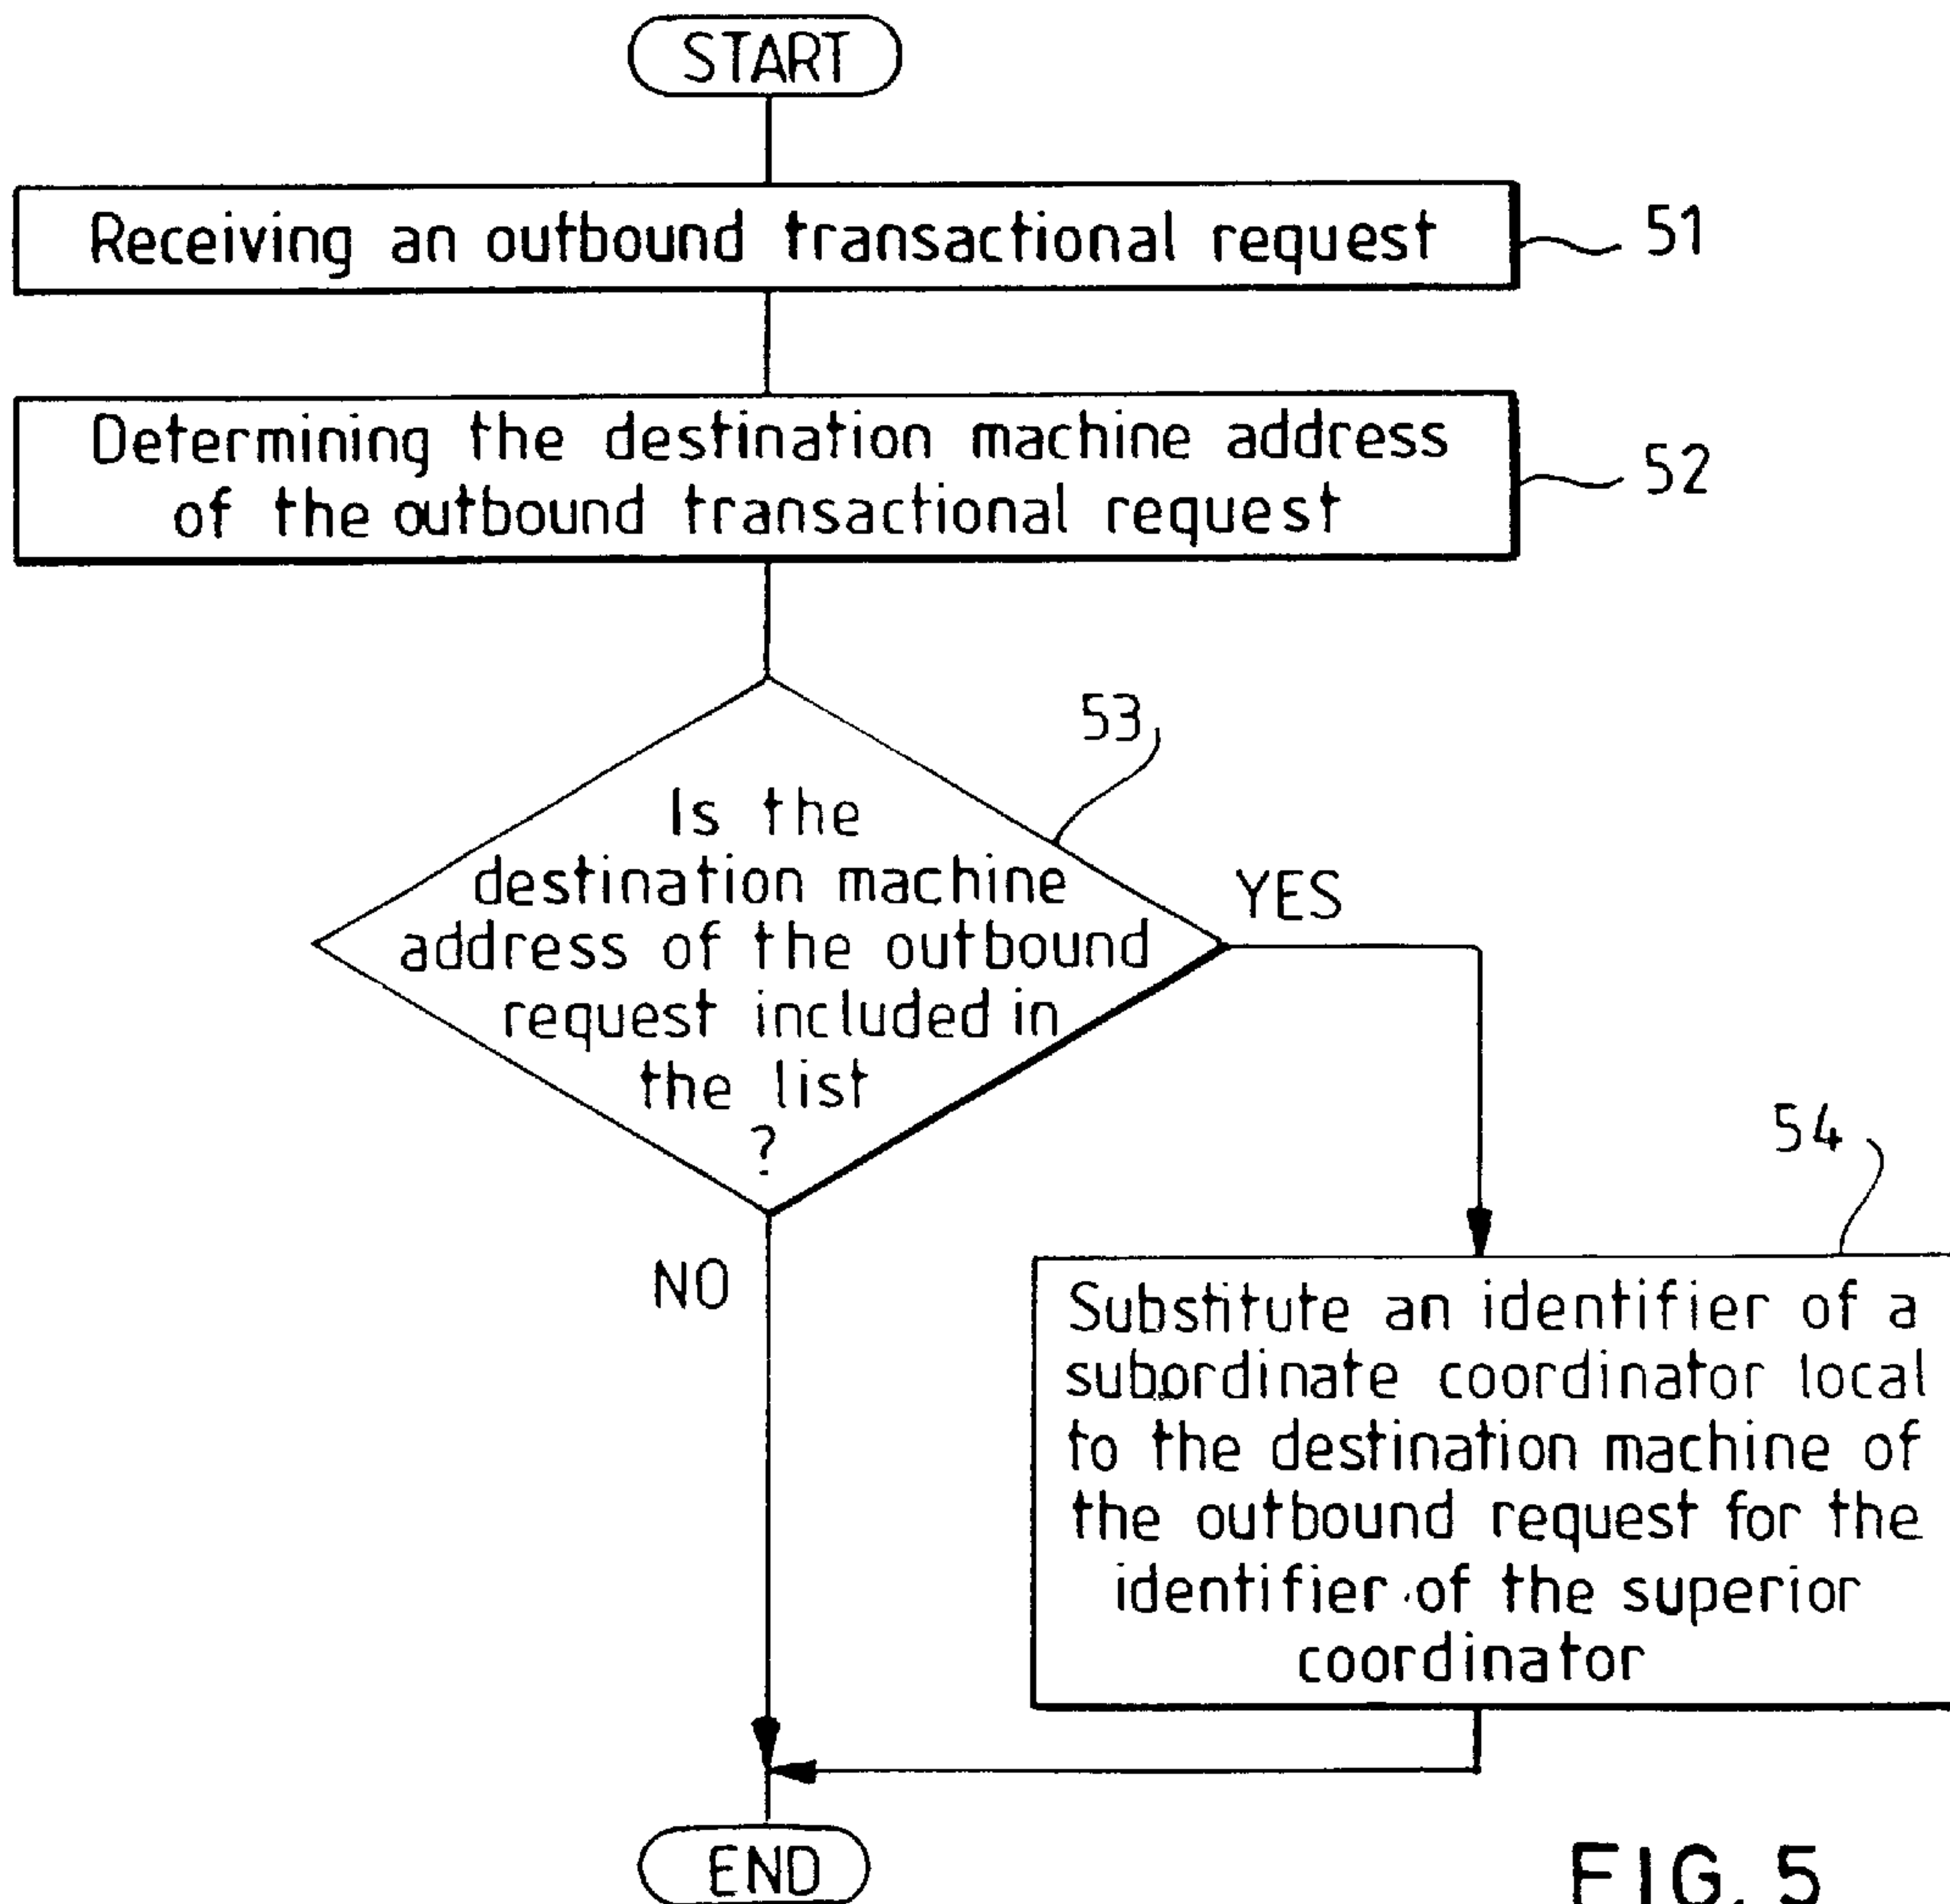 START
Receiving an outbound transactional request
51
Determining the destination machine address
of the outbound transactional request
52
53
Is the
destination machine
address of the outbound
request included in
the list
?
YES
NO
54
Substitute an identifier of a
subordinate coordinator local
to the destination machine of
the outbound request for the
identifier of the superior
coordinator
END
FIG. 5